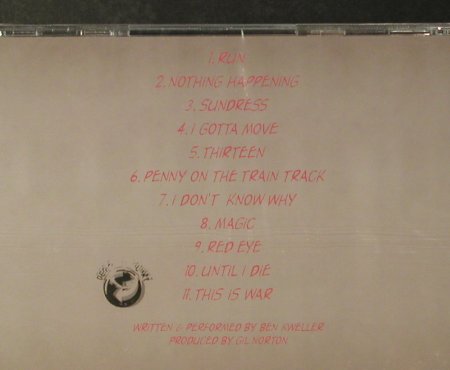 1. RUN
2. NOTHING HAPPENING
3. SUNDRESS
4. I GOTTA MOVE
5. THIRTEEN
6. PENNY ON THE TRAIN TRACK
7. I DON'T KNOW WHY
8. MAGIC
9. RED EYE
10. UNTIL I DIE
11. THIS IS WAR
WRITTEN & PERFORMED BY BEN KWELLER
PRODUCED BY GIL NORTON